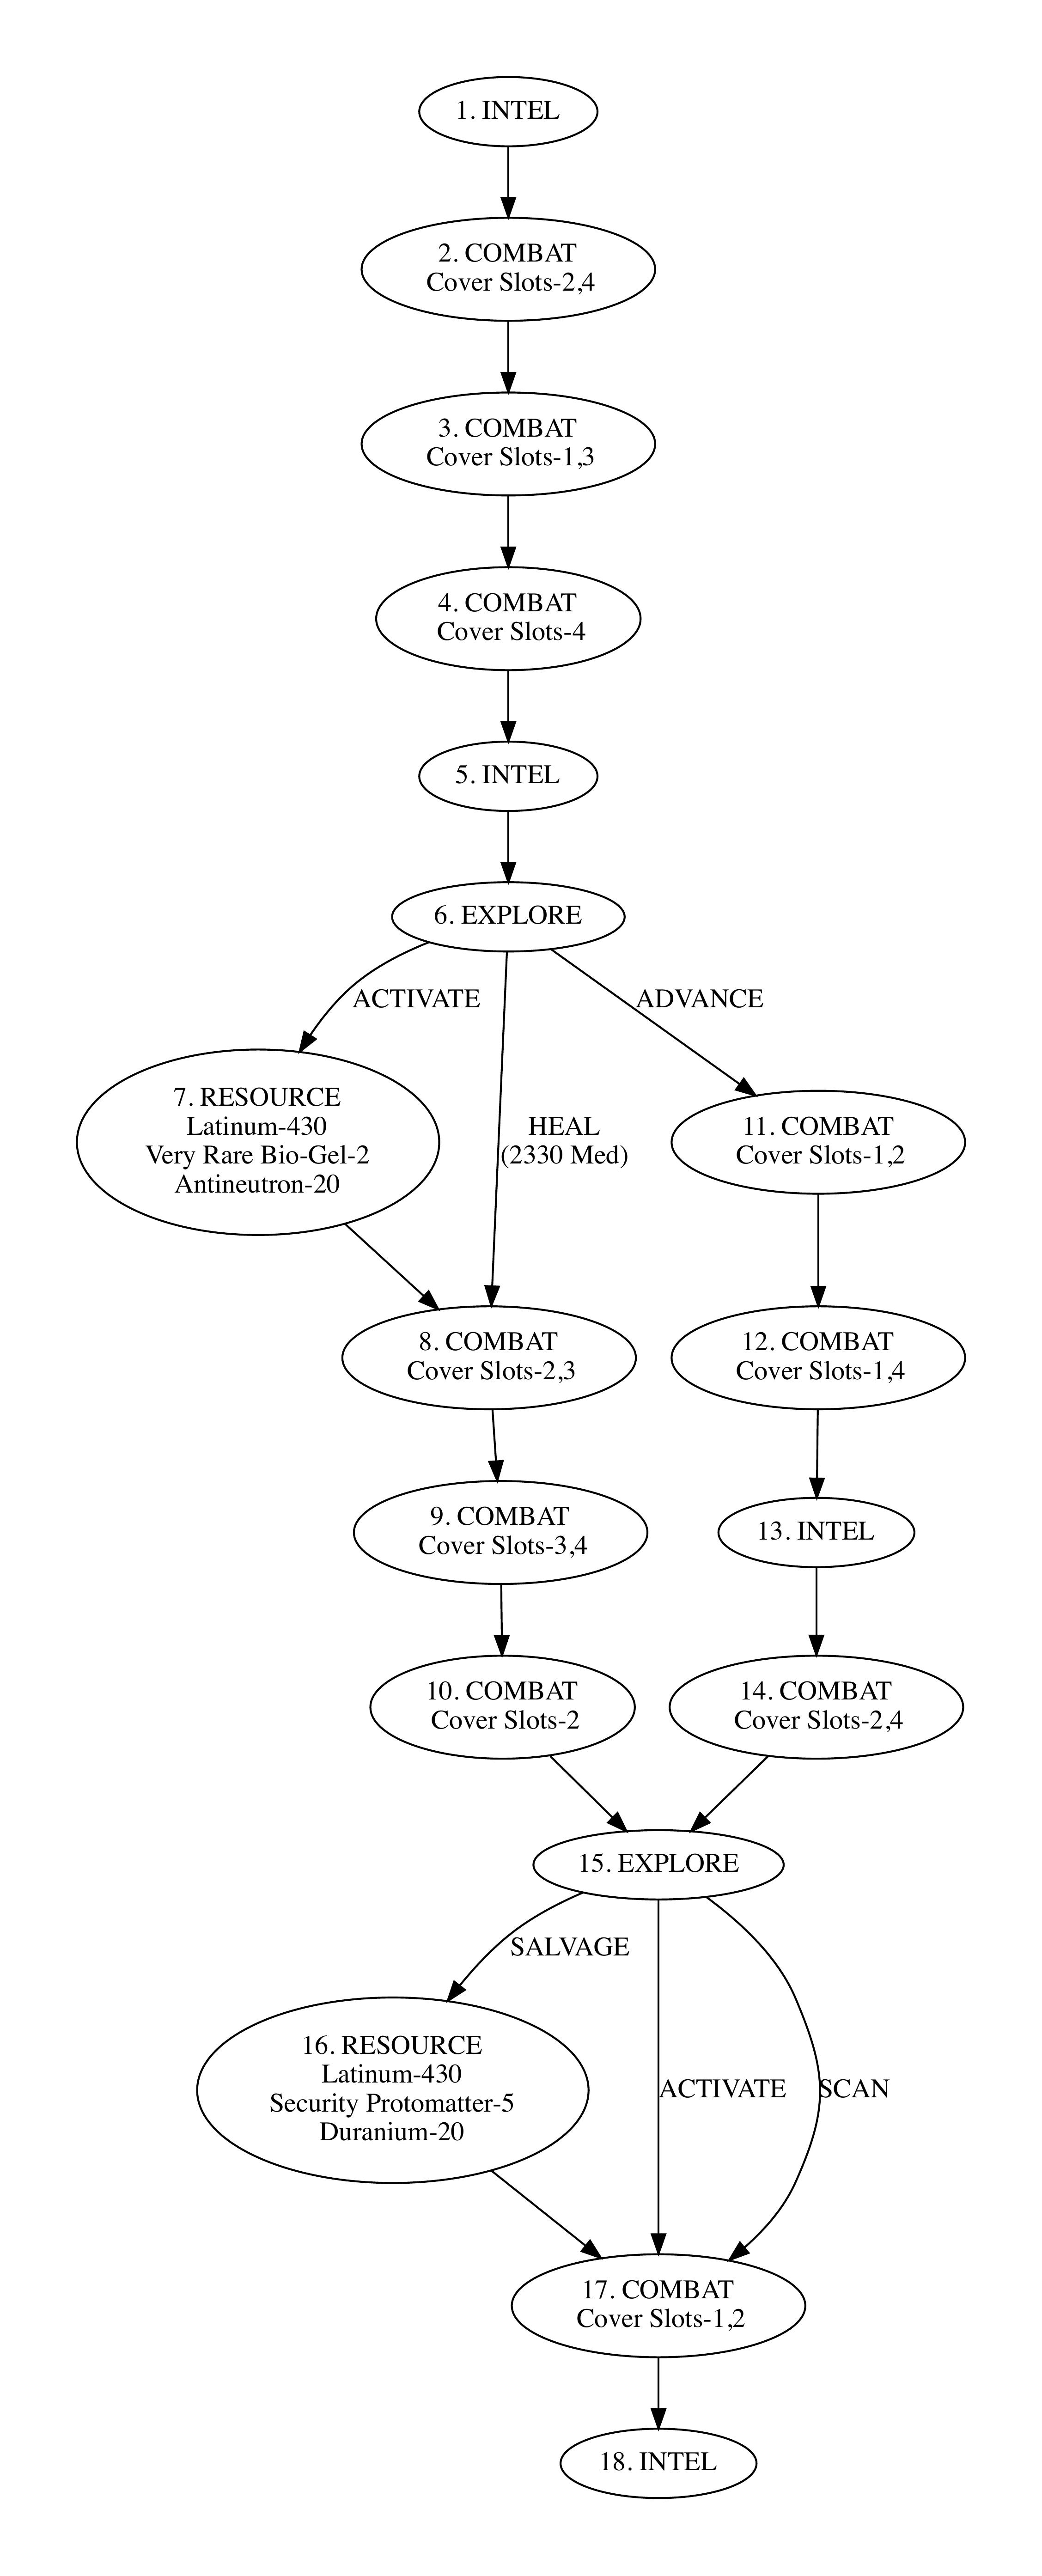 1. INTEL
2. COMBAT
Cover Slots-2,4
3. COMBAT
Cover Slots-1,3
4. COMBAT
Cover Slots-4
5. INTEL
6. EXPLORE
ACTIVATE
ADVANCE
7. RESOURCE
Latinum-430
Very Rare Bio-Gel-2
Antineutron-20
HEAL
(2330 Med)
11. COMBAT
Cover Slots-1,2
8. COMBAT
Cover Slots-2,3
12. COMBAT
Cover Slots-1,4
9. COMBAT
Cover Slots-3,4
13. INTEL
10. COMBAT
Cover Slots-2
14. COMBAT
Cover Slots-2,4
15. EXPLORE
SALVAGE
16. RESOURCE
Latinum-430
Security Protomatter-5
Duranium-20
ACTIVATE
SCAN
17. COMBAT
Cover Slots-1,2
18. INTEL